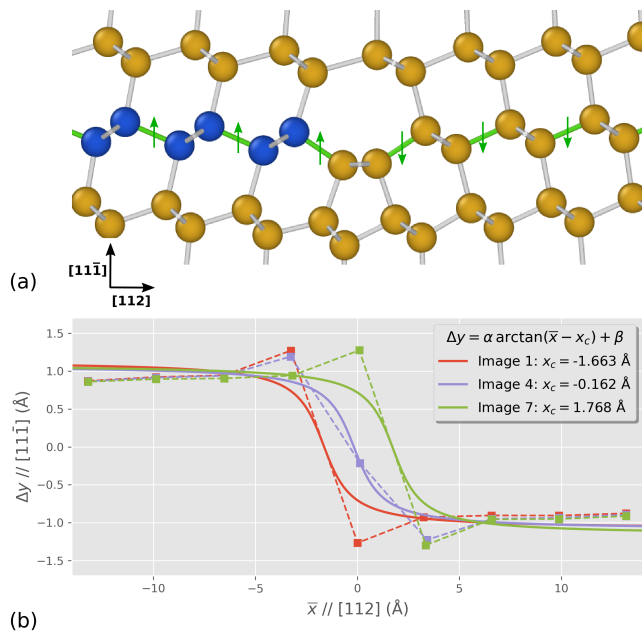 [111̄]
[112]
(a)
Δy = α arctan(x̄ − x_c) + β
Image 1: x_c = -1.663 Å
Image 4: x_c = -0.162 Å
Image 7: x_c = 1.768 Å
1.5
1.0
0.5
0.0
−0.5
−1.0
−1.5
Δy // [111̄] (Å)
−10
−5
0
5
10
x̄ // [112] (Å)
(b)